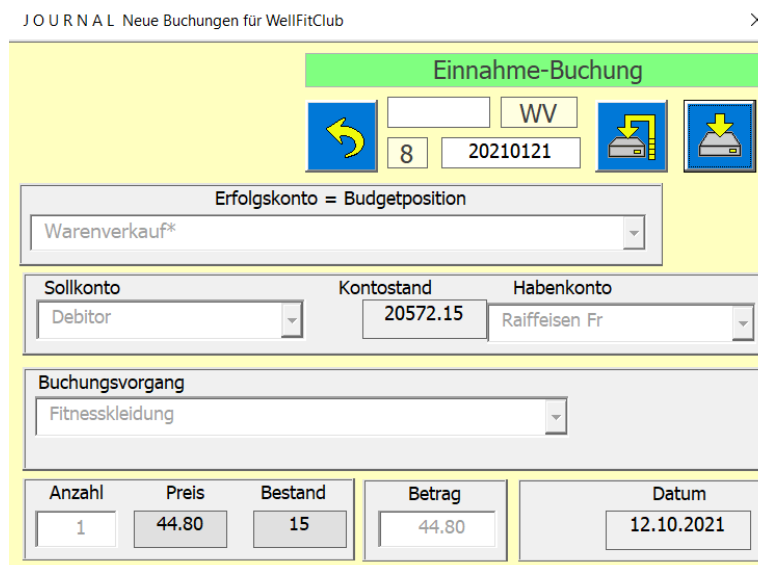 J O U R N A L Neue Buchungen für WellFitClub
Einnahme-Buchung
WV
8 20210121
Erfolgskonto = Budgetposition
Warenverkauf*
Sollkonto Kontostand Habenkonto
Debitor 20572.15 Raiffeisen Fr
Buchungsvorgang
Fitnesskleidung
Anzahl Preis Bestand Betrag Datum
1 44.80 15 44.80 12.10.2021